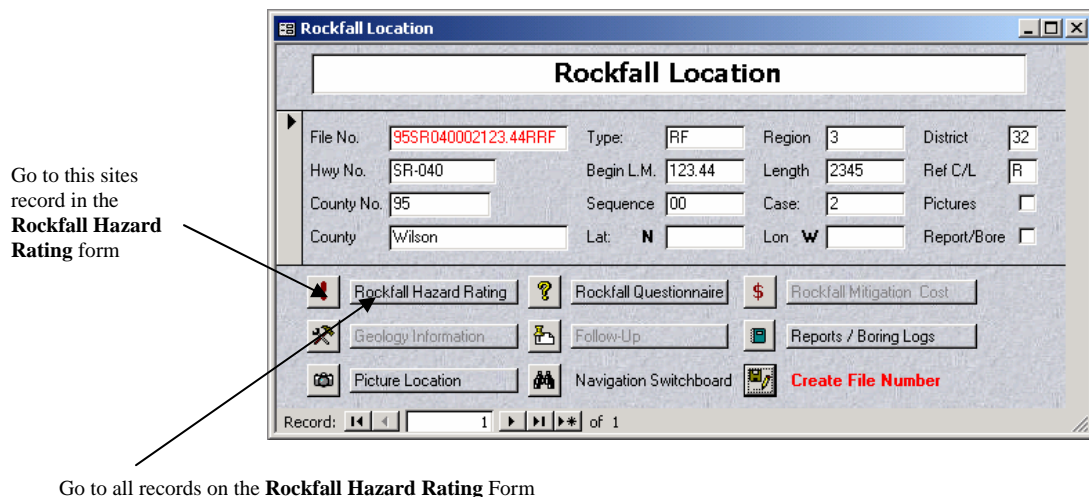 Rockfall Location
Rockfall Location
File No. 95SR040002123.44RRF Type: RF Region 3 District 32
Hwy No. SR-040 Begin L.M. 123.44 Length 2345 Ref C/L R
County No. 95 Sequence 00 Case: 2 Pictures
County Wilson Lat: N Lon W Report/Bore
Go to this sites
record in the
Rockfall Hazard
Rating form
Rockfall Hazard Rating Rockfall Questionnaire Rockfall Mitigation Cost
Geology Information Follow-Up Reports / Boring Logs
Picture Location Navigation Switchboard Create File Number
Record: 1 of 1
Go to all records on the Rockfall Hazard Rating Form